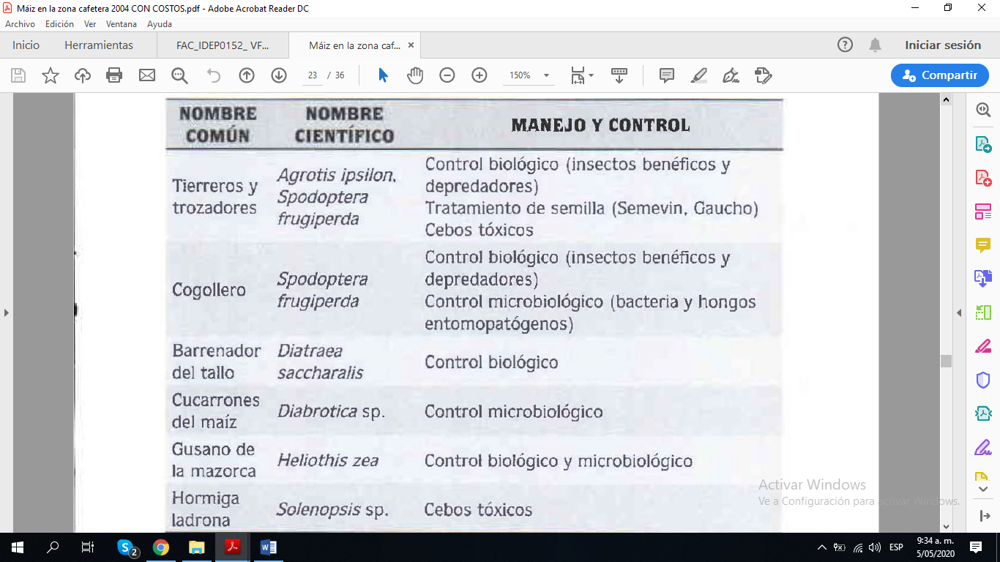 Máiz en la zona cafetera 2004 CON COSTOS.pdf - Adobe Acrobat Reader DC
Archivo Edición Ver Ventana Ayuda
Inicio Herramientas FAC_IDEP0152_ VF... Máiz en la zona caf... × Iniciar sesión
23 / 36 150% Compartir
NOMBRE COMÚN
NOMBRE CIENTÍFICO
MANEJO Y CONTROL
Tierreros y
trozadores
Agrotis ipsilon,
Spodoptera
frugiperda
Control biológico (insectos benéficos y
depredadores)
Tratamiento de semilla (Semevin, Gaucho)
Cebos tóxicos
Cogollero
Spodoptera
frugiperda
Control biológico (insectos benéficos y
depredadores)
Control microbiológico (bacteria y hongos
entomopatógenos)
Barrenador
del tallo
Diatraea
saccharalis
Control biológico
Cucarrones
del maíz
Diabrotica sp.
Control microbiológico
Gusano de
la mazorca
Heliothis zea
Control biológico y microbiológico
Hormiga
ladrona
Solenopsis sp.
Cebos tóxicos
Activar Windows
Ve a Configuración para activar Windows.
2
ESP
9:34 a. m.
5/05/2020